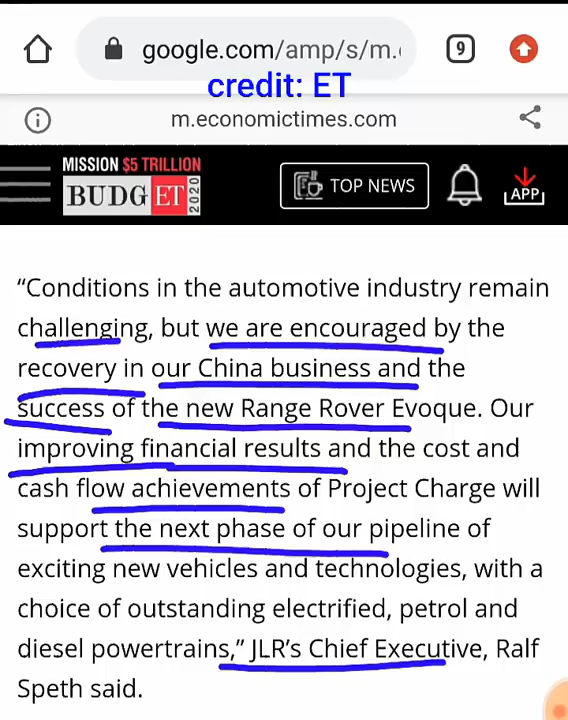 google.com/amp/s/m.
9
credit: ET
m.economictimes.com
MISSION $5 TRILLION
BUDGET 2020
TOP NEWS
APP
“Conditions in the automotive industry remain
challenging, but we are encouraged by the
recovery in our China business and the
success of the new Range Rover Evoque. Our
improving financial results and the cost and
cash flow achievements of Project Charge will
support the next phase of our pipeline of
exciting new vehicles and technologies, with a
choice of outstanding electrified, petrol and
diesel powertrains,” JLR’s Chief Executive, Ralf
Speth said.